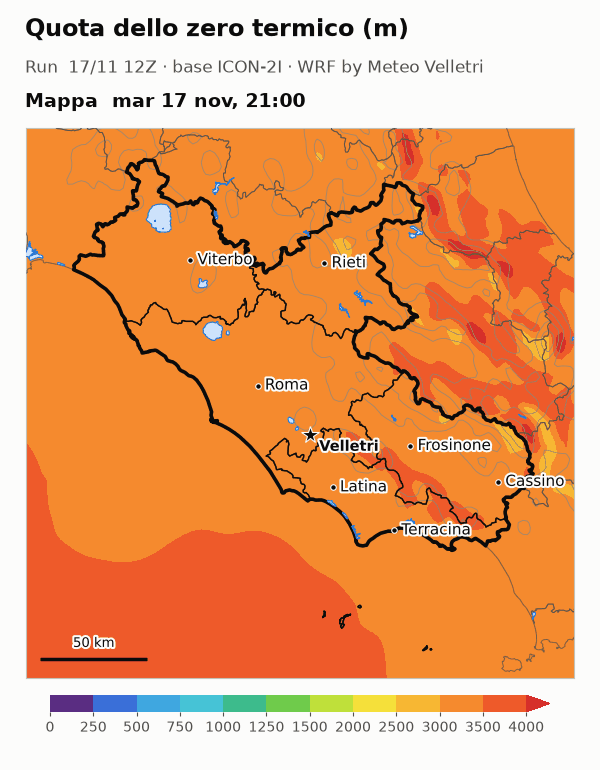 Quota dello zero termico (m)
Run  17/11 12Z · base ICON-2I · WRF by Meteo Velletri
Mappa  mar 17 nov, 21:00
Viterbo
Rieti
Roma
Velletri
Frosinone
Cassino
Latina
Terracina
50 km
0 250 500 750 1000 1250 1500 2000 2500 3000 3500 4000